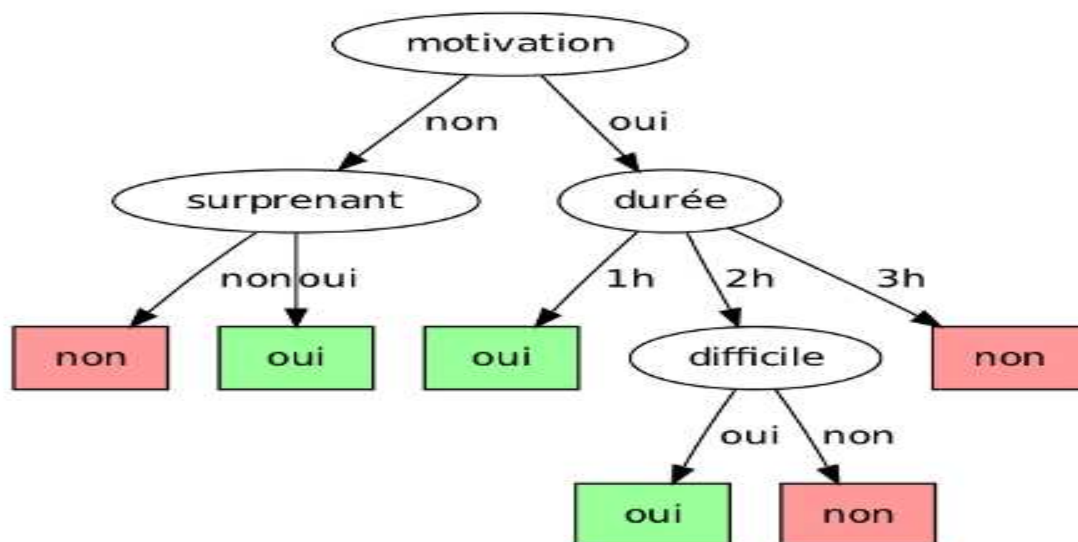 motivation
non oui
surprenant durée
non oui 1h 2h 3h
non oui oui difficile non
oui non
oui non